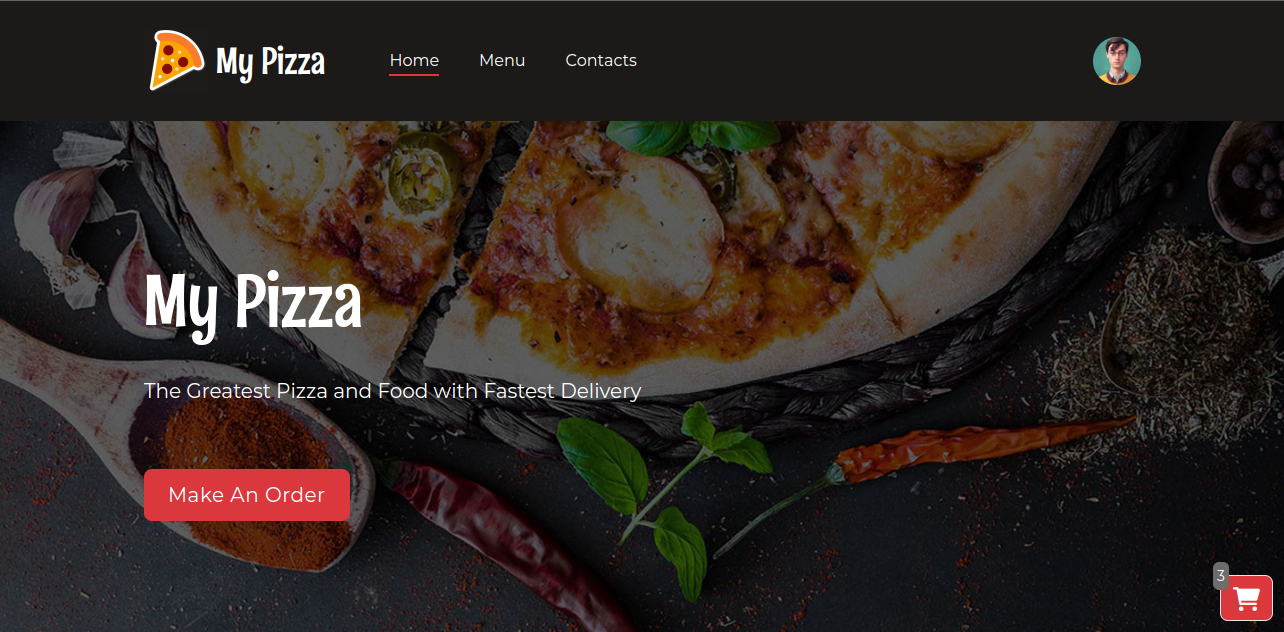 My Pizza
Home
Menu
Contacts
My Pizza
The Greatest Pizza and Food with Fastest Delivery
Make An Order
3